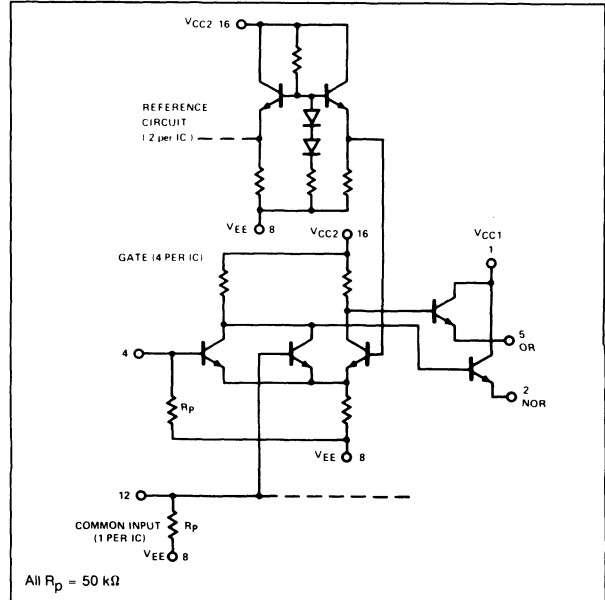 VCC2 16
REFERENCE
CIRCUIT
(2 per IC)
VEE 8
VCC2 16
VCC1
1
GATE (4 PER IC)
4
5
OR
RP
2
NOR
VEE 8
12
COMMON INPUT
(1 PER IC)
RP
VEE 8
All Rp = 50 kΩ